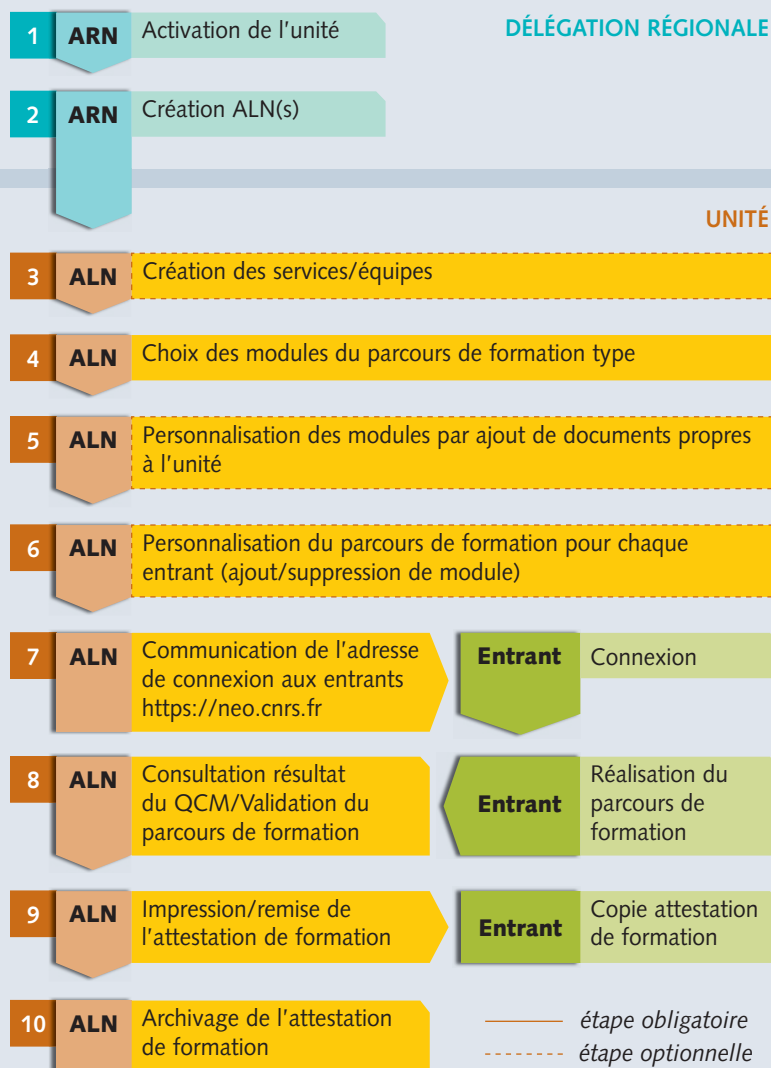 1 ARN Activation de l'unité
DÉLÉGATION RÉGIONALE
2 ARN Création ALN(s)
UNITÉ
3 ALN Création des services/équipes
4 ALN Choix des modules du parcours de formation type
5 ALN Personnalisation des modules par ajout de documents propres
à l'unité
6 ALN Personnalisation du parcours de formation pour chaque
entrant (ajout/suppression de module)
7 ALN Communication de l'adresse
de connexion aux entrants
https://neo.cnrs.fr
Entrant Connexion
8 ALN Consultation résultat
du QCM/Validation du
parcours de formation
Entrant Réalisation du
parcours de
formation
9 ALN Impression/remise de
l'attestation de formation
Entrant Copie attestation
de formation
10 ALN Archivage de l'attestation
de formation
étape obligatoire
étape optionnelle